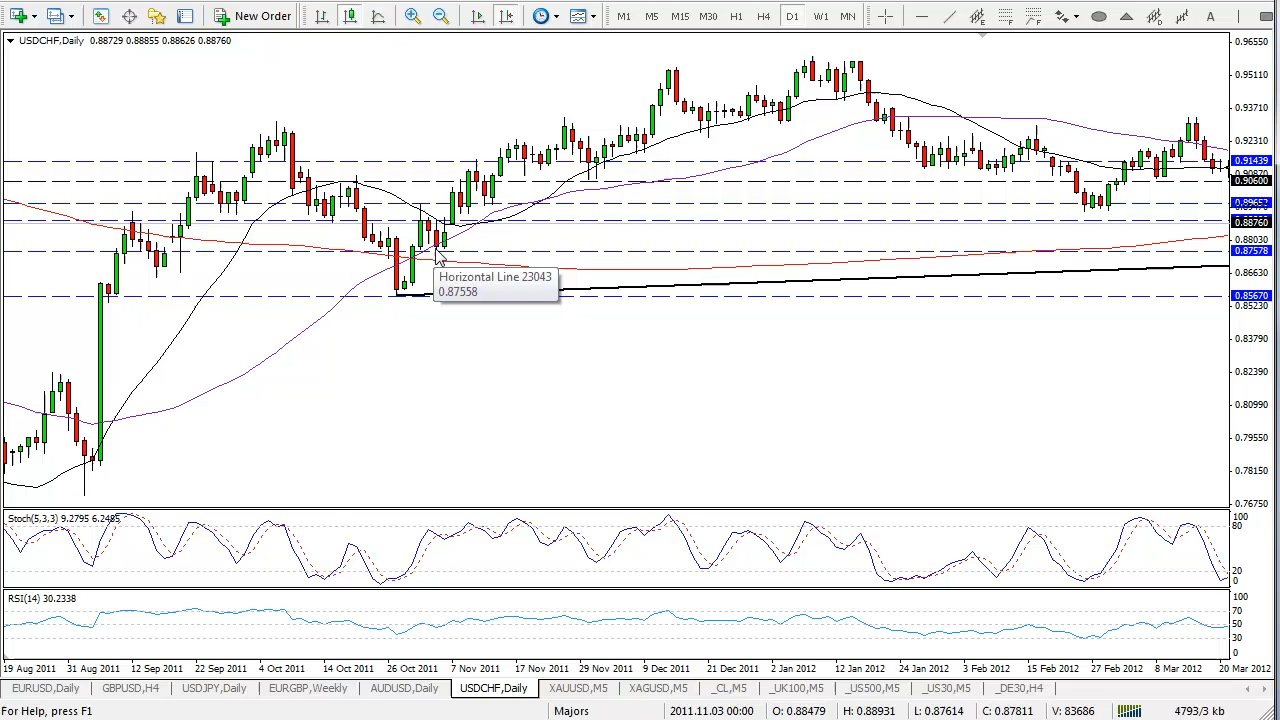 New Order
M1 M5 M15 M30 H1 H4 D1 W1 MN
A
USDCHF,Daily 0.88729 0.88855 0.88626 0.88760
0.96550
0.95110
0.93710
0.92310
0.91439
0.90600
0.89652
0.88760
0.88030
0.87578
0.86630
0.85670
0.85230
0.83790
0.82390
0.80990
0.79550
0.78150
0.76750
Horizontal Line 23043
0.87558
Stoch(5,3,3) 9.2795 6.2485
100
80
20
0
RSI(14) 30.2338
100
70
50
30
0
19 Aug 2011 31 Aug 2011 12 Sep 2011 22 Sep 2011 4 Oct 2011 14 Oct 2011 26 Oct 2011 7 Nov 2011 17 Nov 2011 29 Nov 2011 9 Dec 2011 21 Dec 2011 2 Jan 2012 12 Jan 2012 24 Jan 2012 3 Feb 2012 15 Feb 2012 27 Feb 2012 8 Mar 2012 20 Mar 2012
EURUSD,Daily GBPUSD,H4 USDJPY,Daily EURGBP,Weekly AUDUSD,Daily USDCHF,Daily XAUUSD,M5 XAGUSD,M5 _CL,M5 _UK100,M5 _US500,M5 _US30,M5 _DE30,H4
For Help, press F1 Majors 2011.11.03 00:00 O: 0.88479 H: 0.88931 L: 0.87614 C: 0.87811 V: 83686 4793/3 kb